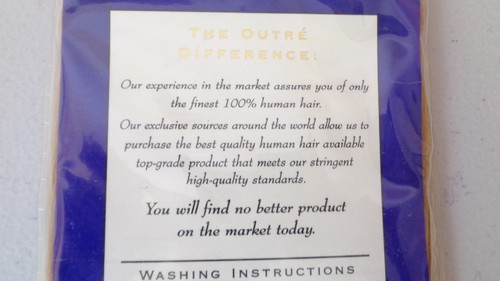 THE OUTRÉ
DIFFERENCE:
Our experience in the market assures you of only
the finest 100% human hair.
Our exclusive sources around the world allow us to
purchase the best quality human hair available
top-grade product that meets our stringent
high-quality standards.
You will find no better product
on the market today.
WASHING INSTRUCTIONS